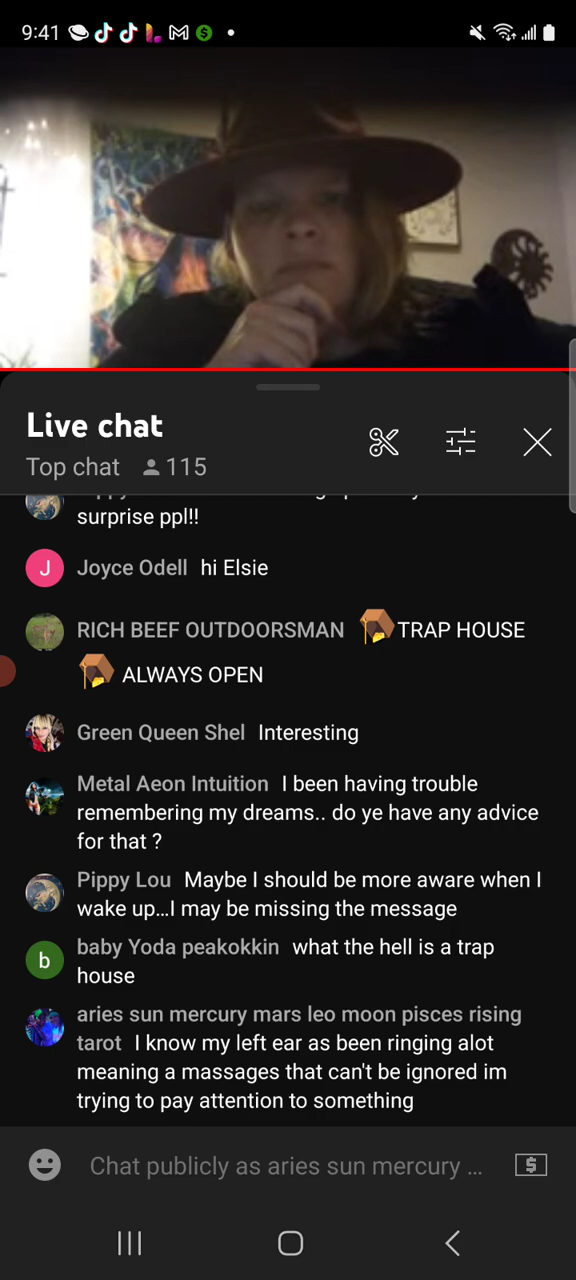 9:41
Live chat
Top chat 115
surprise ppl!!
J Joyce Odell hi Elsie
RICH BEEF OUTDOORSMAN TRAP HOUSE
ALWAYS OPEN
Green Queen Shel Interesting
Metal Aeon Intuition I been having trouble
remembering my dreams.. do ye have any advice
for that ?
Pippy Lou Maybe I should be more aware when I
wake up…I may be missing the message
b baby Yoda peakokkin what the hell is a trap
house
aries sun mercury mars leo moon pisces rising
tarot I know my left ear as been ringing alot
meaning a massages that can't be ignored im
trying to pay attention to something
Chat publicly as aries sun mercury ...